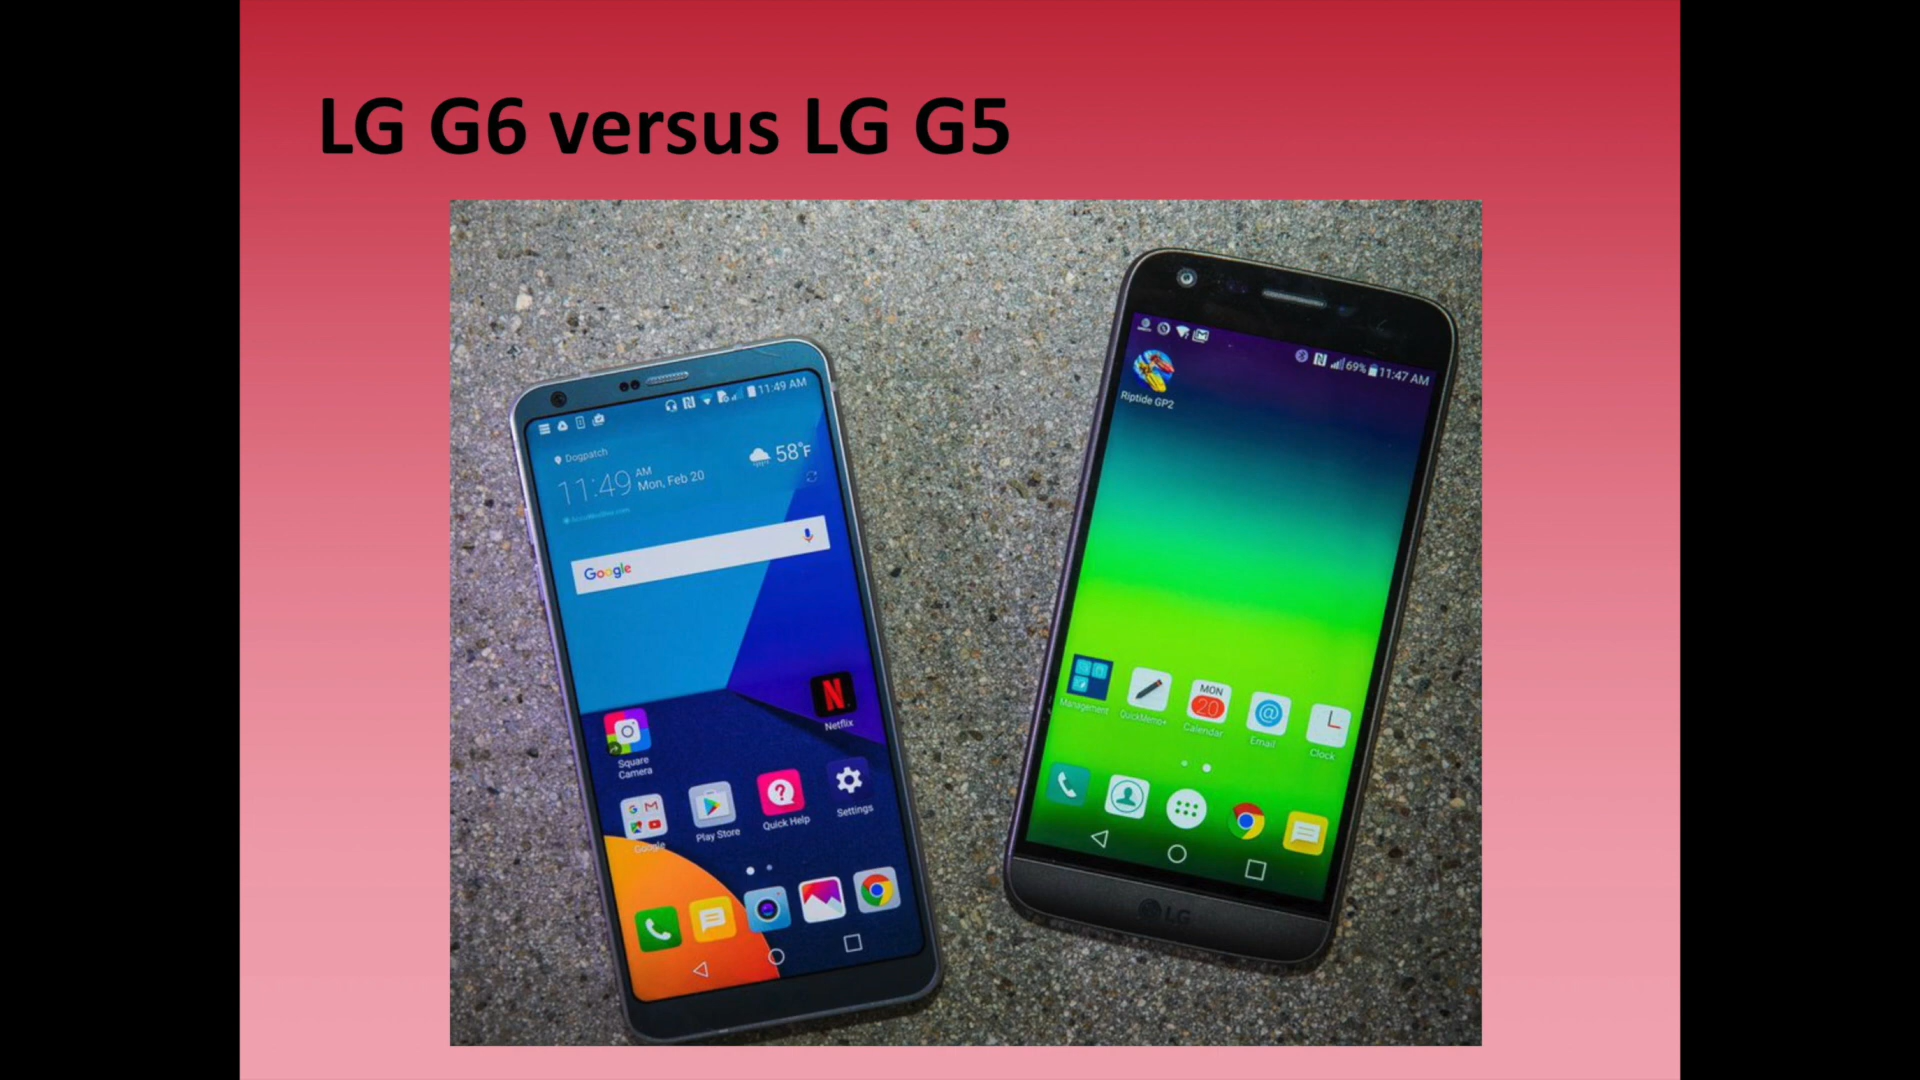 LG G6 versus LG G5
11:49 AM
Dogpatch
11:49 AM
Mon, Feb 20
58°F
Google
Netflix
Square
Camera
Google
Play Store
Quick Help
Settings
69% 11:47 AM
Riptide GP2
Management
QuickMemo+
MON
20
Calendar
Email
Clock
LG